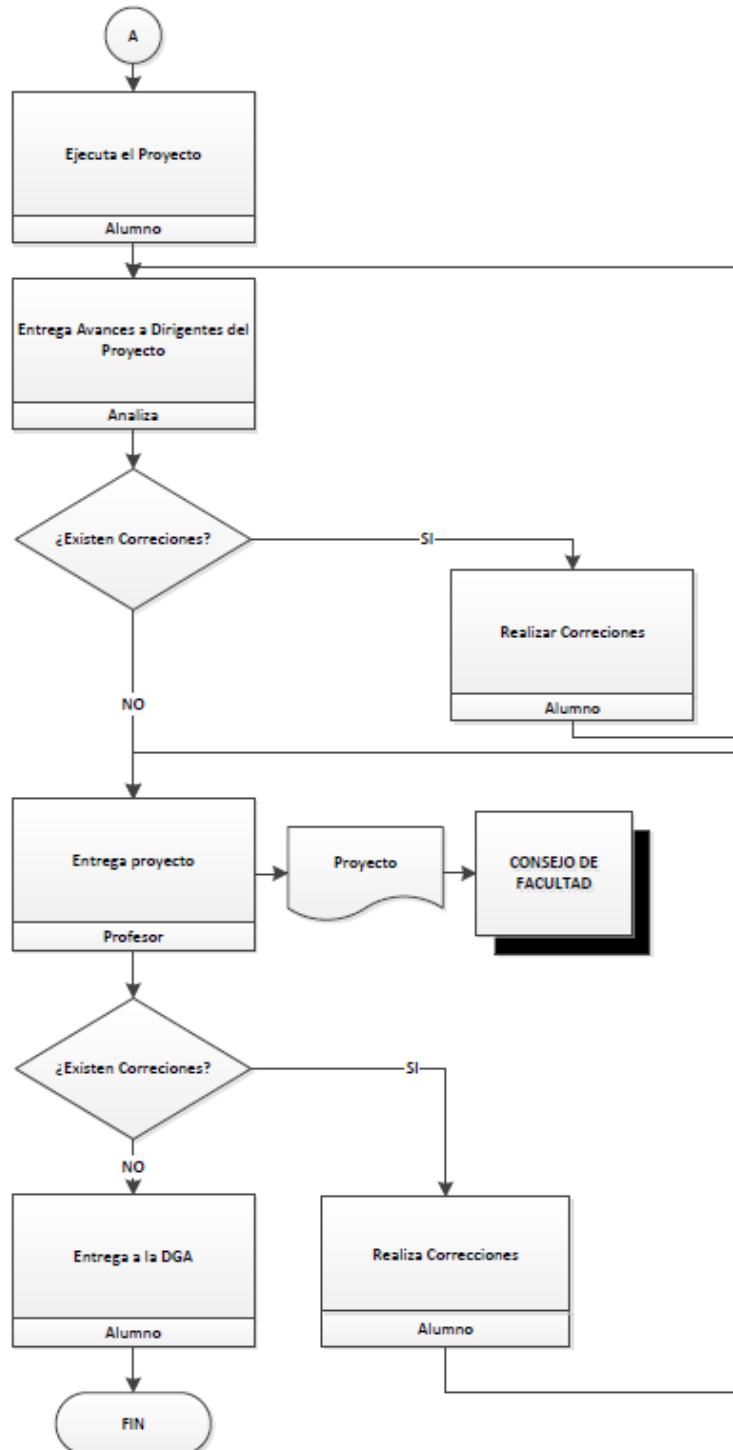 A
Ejecuta el Proyecto
Alumno
Entrega Avances a Dirigentes del
Proyecto
Analiza
¿Existen Correciones?
SI
Realizar Correciones
Alumno
NO
Entrega proyecto
Profesor
Proyecto
CONSEJO DE
FACULTAD
¿Existen Correciones?
SI
NO
Entrega a la DGA
Alumno
Realiza Correcciones
Alumno
FIN